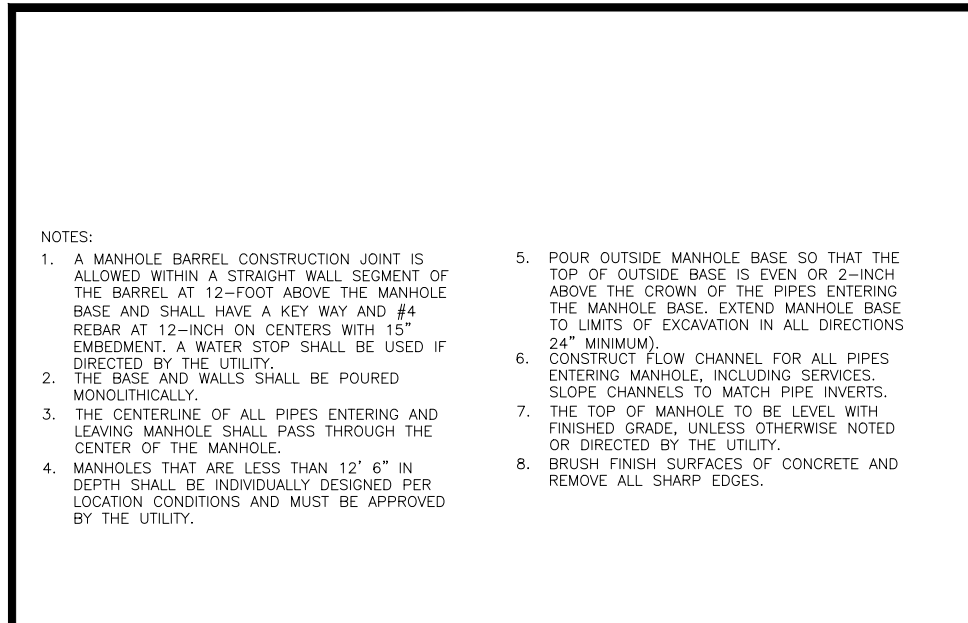 NOTES:
1. A MANHOLE BARREL CONSTRUCTION JOINT IS
ALLOWED WITHIN A STRAIGHT WALL SEGMENT OF
THE BARREL AT 12–FOOT ABOVE THE MANHOLE
BASE AND SHALL HAVE A KEY WAY AND #4
REBAR AT 12–INCH ON CENTERS WITH 15"
EMBEDMENT. A WATER STOP SHALL BE USED IF
DIRECTED BY THE UTILITY.
2. THE BASE AND WALLS SHALL BE POURED
MONOLITHICALLY.
3. THE CENTERLINE OF ALL PIPES ENTERING AND
LEAVING MANHOLE SHALL PASS THROUGH THE
CENTER OF THE MANHOLE.
4. MANHOLES THAT ARE LESS THAN 12' 6" IN
DEPTH SHALL BE INDIVIDUALLY DESIGNED PER
LOCATION CONDITIONS AND MUST BE APPROVED
BY THE UTILITY.
5. POUR OUTSIDE MANHOLE BASE SO THAT THE
TOP OF OUTSIDE BASE IS EVEN OR 2–INCH
ABOVE THE CROWN OF THE PIPES ENTERING
THE MANHOLE BASE. EXTEND MANHOLE BASE
TO LIMITS OF EXCAVATION IN ALL DIRECTIONS
24" MINIMUM).
6. CONSTRUCT FLOW CHANNEL FOR ALL PIPES
ENTERING MANHOLE, INCLUDING SERVICES.
SLOPE CHANNELS TO MATCH PIPE INVERTS.
7. THE TOP OF MANHOLE TO BE LEVEL WITH
FINISHED GRADE, UNLESS OTHERWISE NOTED
OR DIRECTED BY THE UTILITY.
8. BRUSH FINISH SURFACES OF CONCRETE AND
REMOVE ALL SHARP EDGES.